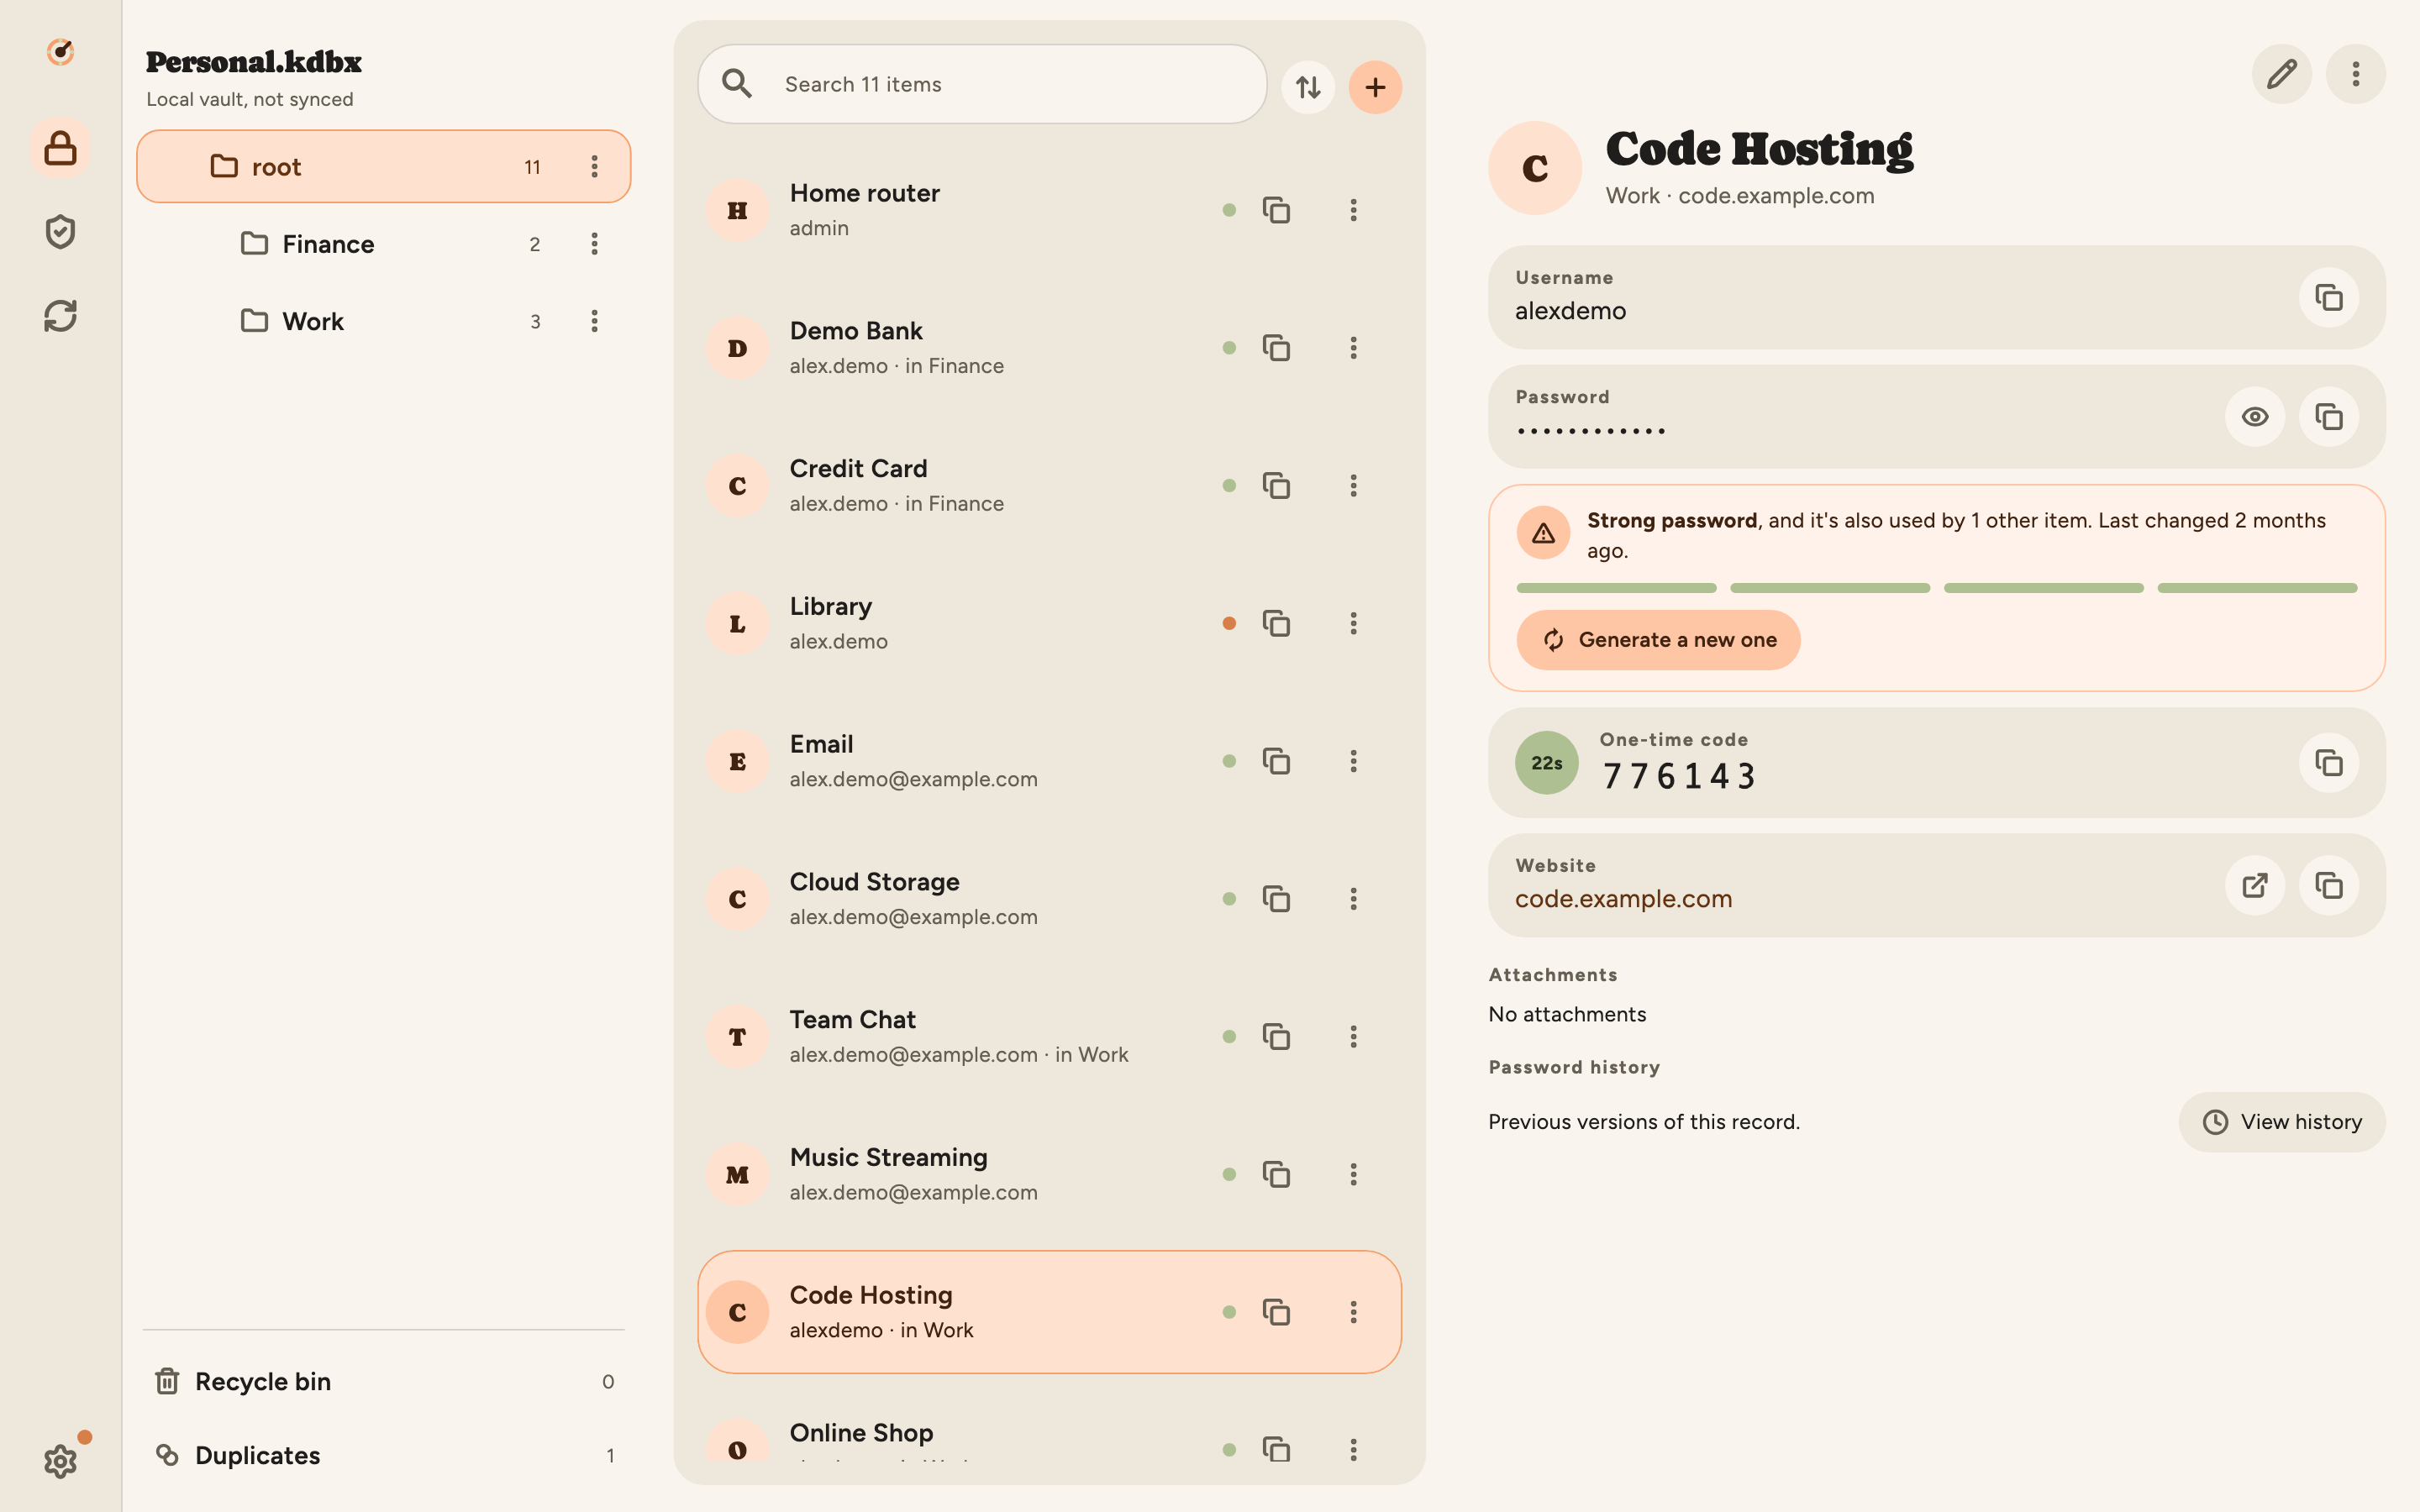 Personal.kdbx
Local vault, not synced
root 11
Finance 2
Work 3
Recycle bin 0
Duplicates 1
Search 11 items
H Home router
admin
D Demo Bank
alex.demo · in Finance
C Credit Card
alex.demo · in Finance
L Library
alex.demo
E Email
alex.demo@example.com
C Cloud Storage
alex.demo@example.com
T Team Chat
alex.demo@example.com · in Work
M Music Streaming
alex.demo@example.com
C Code Hosting
alexdemo · in Work
O Online Shop
C Code Hosting
Work · code.example.com
Username
alexdemo
Password
••••••••••••
Strong password, and it's also used by 1 other item. Last changed 2 months
ago.
Generate a new one
One-time code
22s 776143
Website
code.example.com
Attachments
No attachments
Password history
Previous versions of this record.
View history